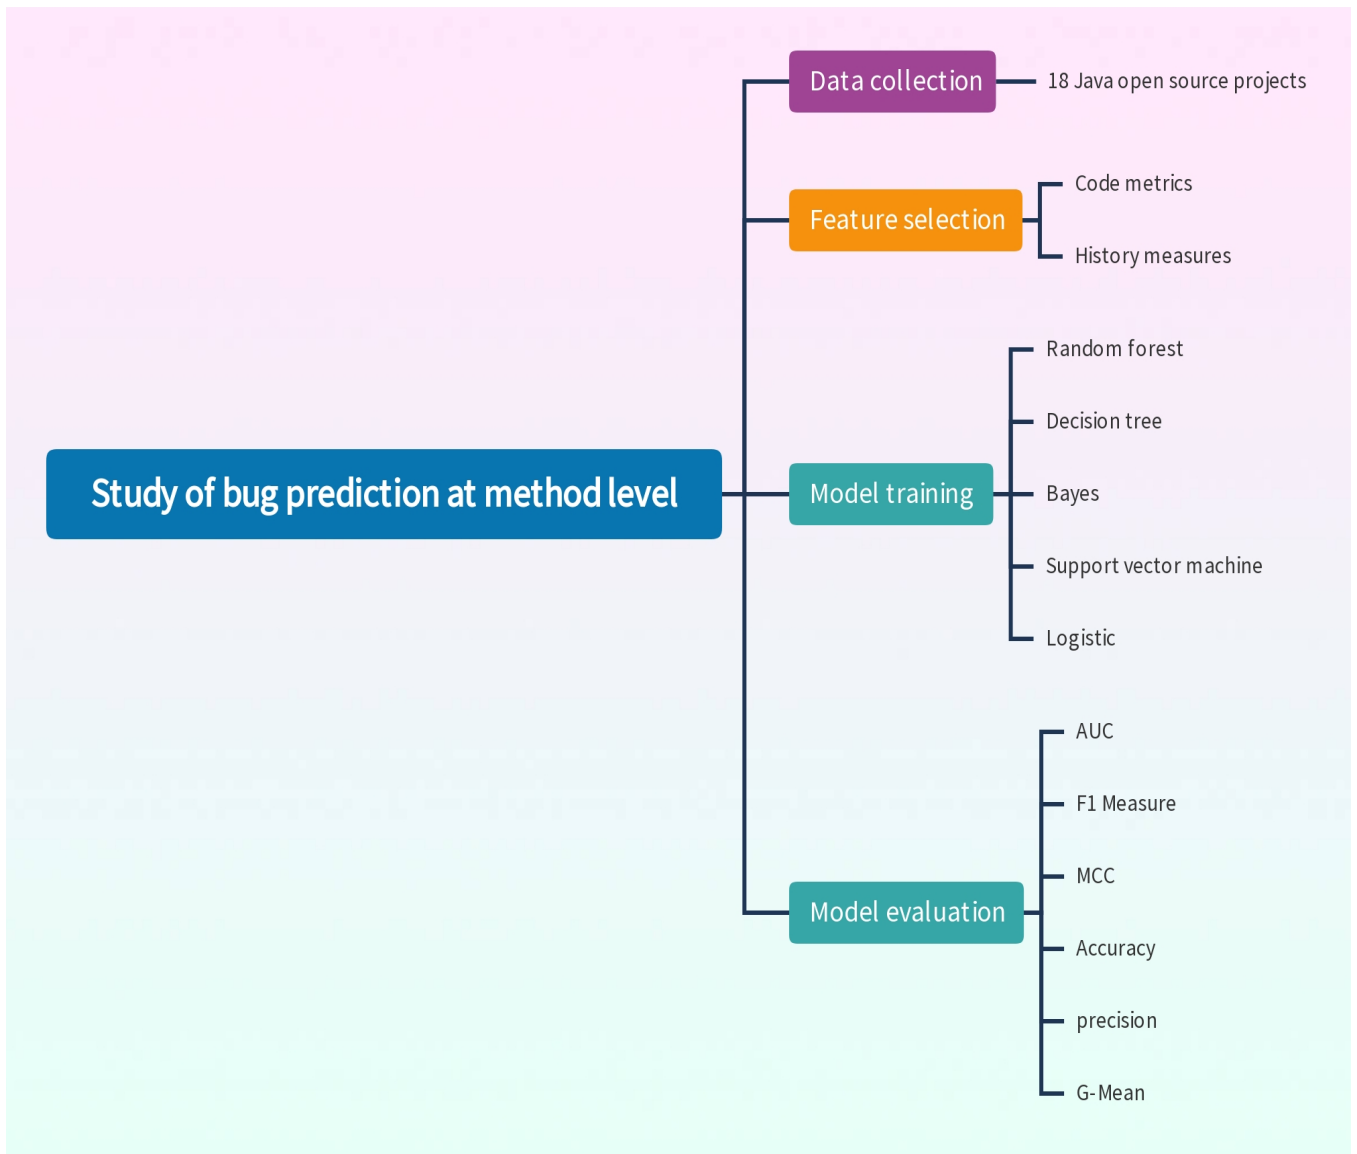 Study of bug prediction at method level
Data collection
18 Java open source projects
Feature selection
Code metrics
History measures
Model training
Random forest
Decision tree
Bayes
Support vector machine
Logistic
Model evaluation
AUC
F1 Measure
MCC
Accuracy
precision
G-Mean